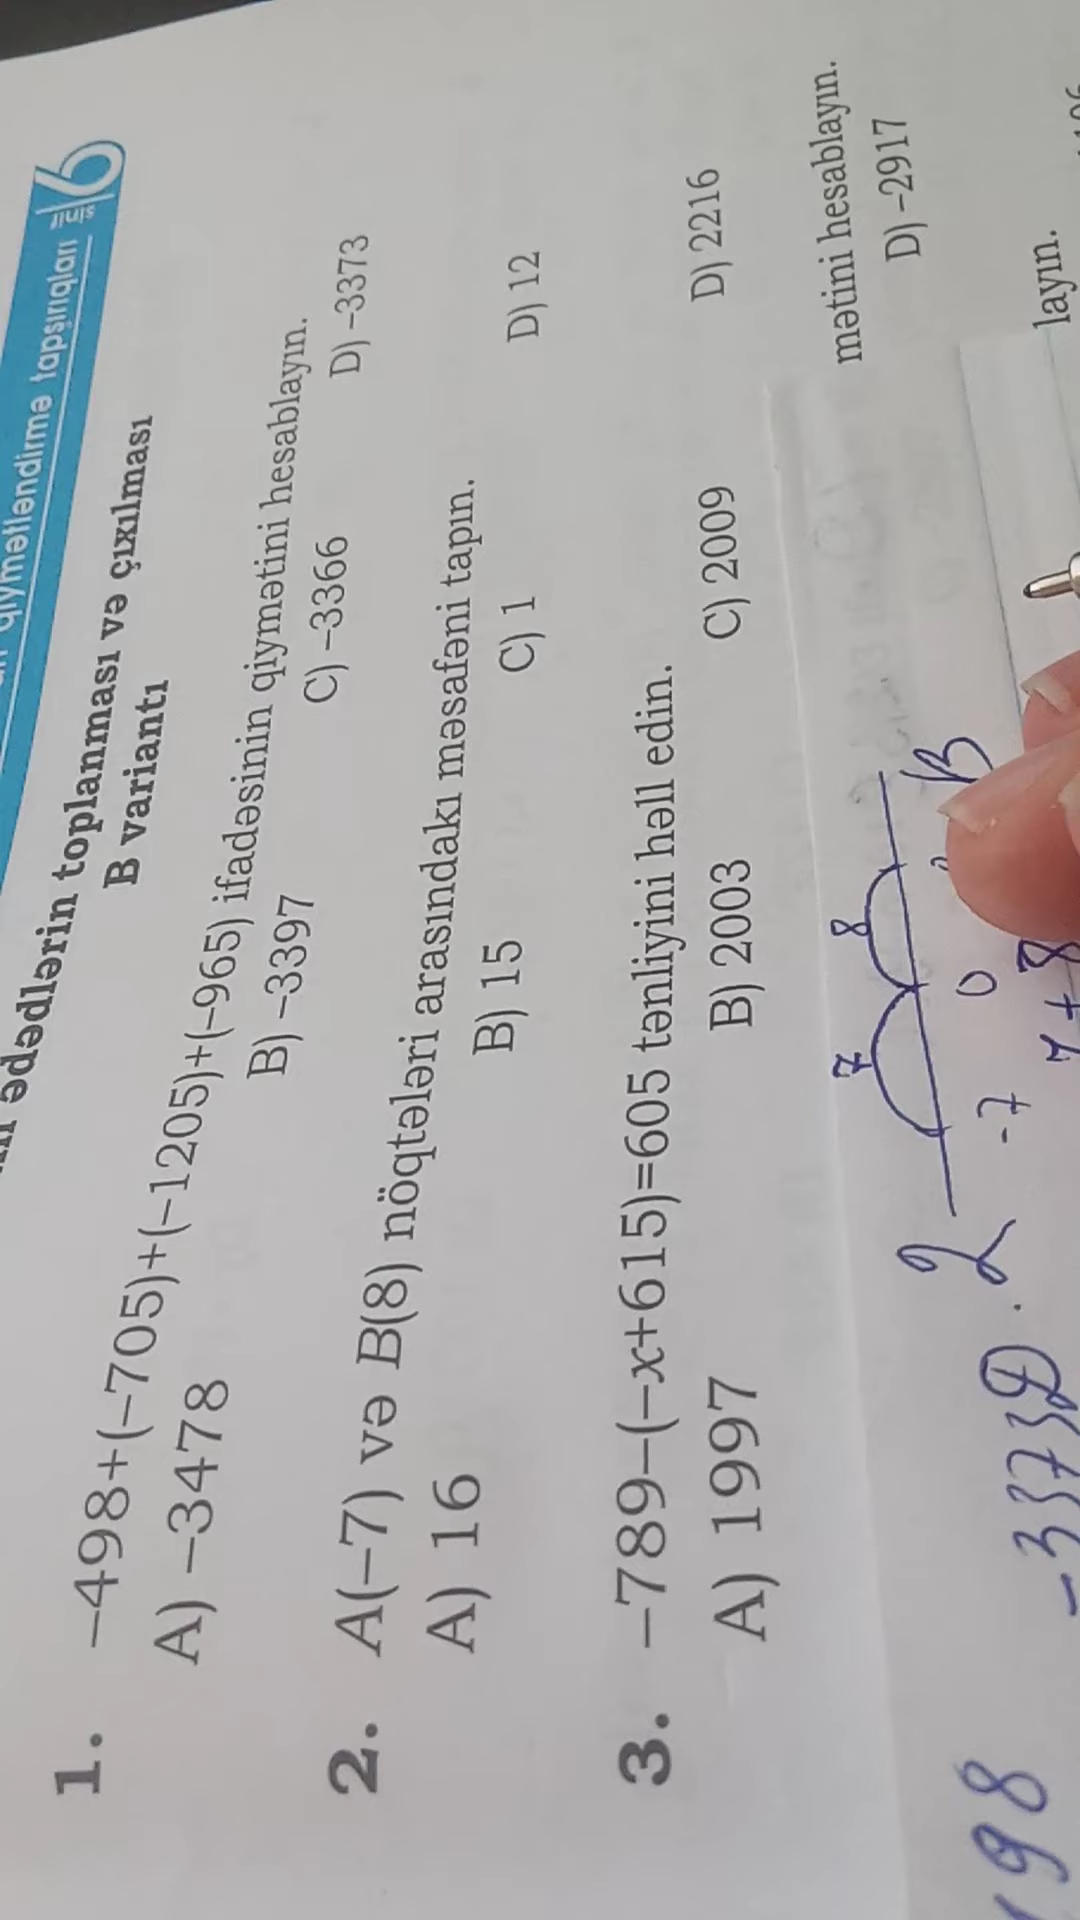 qiymətləndirmə tapşırıqları
6
ədədlərin toplanması və çıxılması
B variantı
1. –498+(–705)+(–1205)+(–965) ifadəsinin qiymətini hesablayın.
A) –3478 B) –3397 C) –3366 D) –3373
2. A(–7) və B(8) nöqtələri arasındakı məsafəni tapın.
A) 16 B) 15 C) 1 D) 12
3. –789–(–x+615)=605 tənliyini həll edin.
A) 1997 B) 2003 C) 2009 D) 2216
mətini hesablayın.
D) –2917
layın.
7 8
-7 0 B
7+8
2
-3373
198